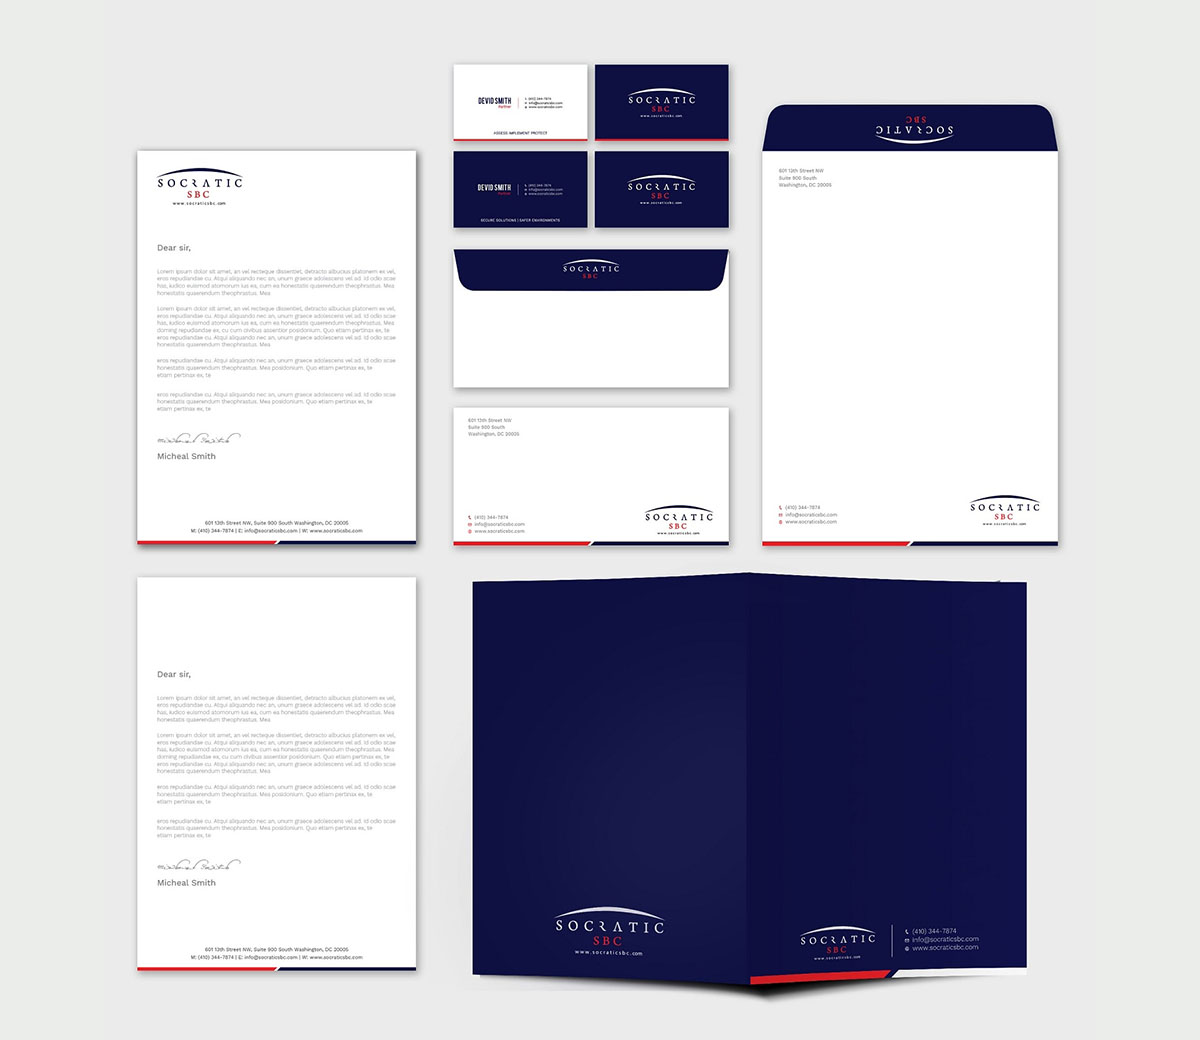 SOCRATIC
SBC
www.socraticsbc.com
Dear sir,
Lorem ipsum dolor sit amet, an vel recteque dissentiet, detracto albucius platonem ex vel,
eros repudiandae cu. Atqui aliquando nec an, unum graece adolescens vel ad. Id odio scae
has, iudico euismod atomorum ius ea, cum ea honestatis quaerendum theophrastus. Mea
honestatis quaerendum theophrastus. Mea
Lorem ipsum dolor sit amet, an vel recteque dissentiet, detracto albucius platonem ex vel,
eros repudiandae cu. Atqui aliquando nec an, unum graece adolescens vel ad. Id odio scae
has, iudico euismod atomorum ius ea, cum ea honestatis quaerendum theophrastus. Mea
doming repudiandae ex, cu cum civibus assentior posidonium. Quo etiam pertinax ex, te
eros repudiandae cu. Atqui aliquando nec an, unum graece adolescens vel ad. Id odio scae
honestatis quaerendum theophrastus. Mea
eros repudiandae cu. Atqui aliquando nec an, unum graece adolescens vel ad. Id odio scae
honestatis quaerendum theophrastus. Mea posidonium. Quo etiam pertinax ex, te
etiam pertinax ex, te
eros repudiandae cu. Atqui aliquando nec an, unum graece adolescens vel ad. Id odio scae
honestatis quaerendum theophrastus. Mea posidonium. Quo etiam pertinax ex, te
etiam pertinax ex, te
Micheal Smith
601 13th Street NW, Suite 900 South Washington, DC 20005
M: (410) 344-7874 | E: info@socraticsbc.com | W: www.socraticsbc.com
DEVID SMITH
Partner
(410) 344-7874
info@socraticsbc.com
www.socraticsbc.com
ASSESS IMPLEMENT PROTECT
SOCRATIC
SBC
www.socraticsbc.com
DEVID SMITH
Partner
(410) 344-7874
info@socraticsbc.com
www.socraticsbc.com
SECURE SOLUTIONS | SAFER ENVIRONMENTS
SOCRATIC
SBC
www.socraticsbc.com
SOCRATIC
SBC
601 13th Street NW
Suite 900 South
Washington, DC 20005
(410) 344-7874
info@socraticsbc.com
www.socraticsbc.com
SOCRATIC
SBC
www.socraticsbc.com
SOCRATIC
SBC
601 13th Street NW
Suite 900 South
Washington, DC 20005
(410) 344-7874
info@socraticsbc.com
www.socraticsbc.com
SOCRATIC
SBC
www.socraticsbc.com
Dear sir,
Lorem ipsum dolor sit amet, an vel recteque dissentiet, detracto albucius platonem ex vel,
eros repudiandae cu. Atqui aliquando nec an, unum graece adolescens vel ad. Id odio scae
has, iudico euismod atomorum ius ea, cum ea honestatis quaerendum theophrastus. Mea
honestatis quaerendum theophrastus. Mea
Lorem ipsum dolor sit amet, an vel recteque dissentiet, detracto albucius platonem ex vel,
eros repudiandae cu. Atqui aliquando nec an, unum graece adolescens vel ad. Id odio scae
has, iudico euismod atomorum ius ea, cum ea honestatis quaerendum theophrastus. Mea
doming repudiandae ex, cu cum civibus assentior posidonium. Quo etiam pertinax ex, te
eros repudiandae cu. Atqui aliquando nec an, unum graece adolescens vel ad. Id odio scae
honestatis quaerendum theophrastus. Mea
eros repudiandae cu. Atqui aliquando nec an, unum graece adolescens vel ad. Id odio scae
honestatis quaerendum theophrastus. Mea posidonium. Quo etiam pertinax ex, te
etiam pertinax ex, te
eros repudiandae cu. Atqui aliquando nec an, unum graece adolescens vel ad. Id odio scae
honestatis quaerendum theophrastus. Mea posidonium. Quo etiam pertinax ex, te
etiam pertinax ex, te
Micheal Smith
601 13th Street NW, Suite 900 South Washington, DC 20005
M: (410) 344-7874 | E: info@socraticsbc.com | W: www.socraticsbc.com
SOCRATIC
SBC
www.socraticsbc.com
SOCRATIC
SBC
www.socraticsbc.com
(410) 344-7874
info@socraticsbc.com
www.socraticsbc.com